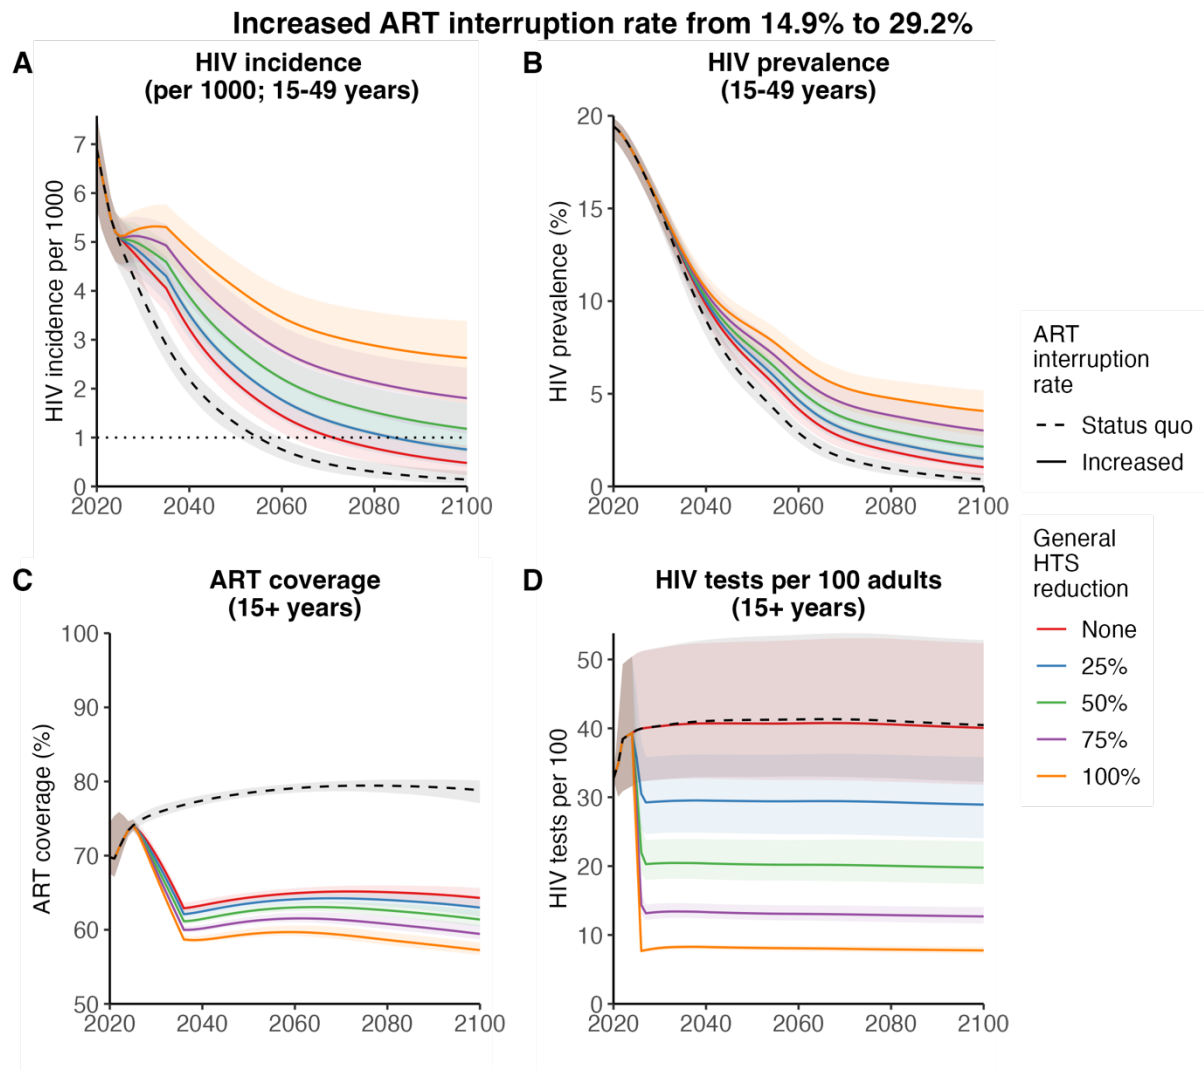 Increased ART interruption rate from 14.9% to 29.2%
A
HIV incidence
(per 1000; 15-49 years)
HIV incidence per 1000
7
6
5
4
3
2
1
0
2020 2040 2060 2080 2100
B
HIV prevalence
(15-49 years)
HIV prevalence (%)
20
15
10
5
0
2020 2040 2060 2080 2100
ART
interruption
rate
Status quo
Increased
C
ART coverage
(15+ years)
ART coverage (%)
100
90
80
70
60
50
2020 2040 2060 2080 2100
D
HIV tests per 100 adults
(15+ years)
HIV tests per 100
50
40
30
20
10
0
2020 2040 2060 2080 2100
General
HTS
reduction
None
25%
50%
75%
100%